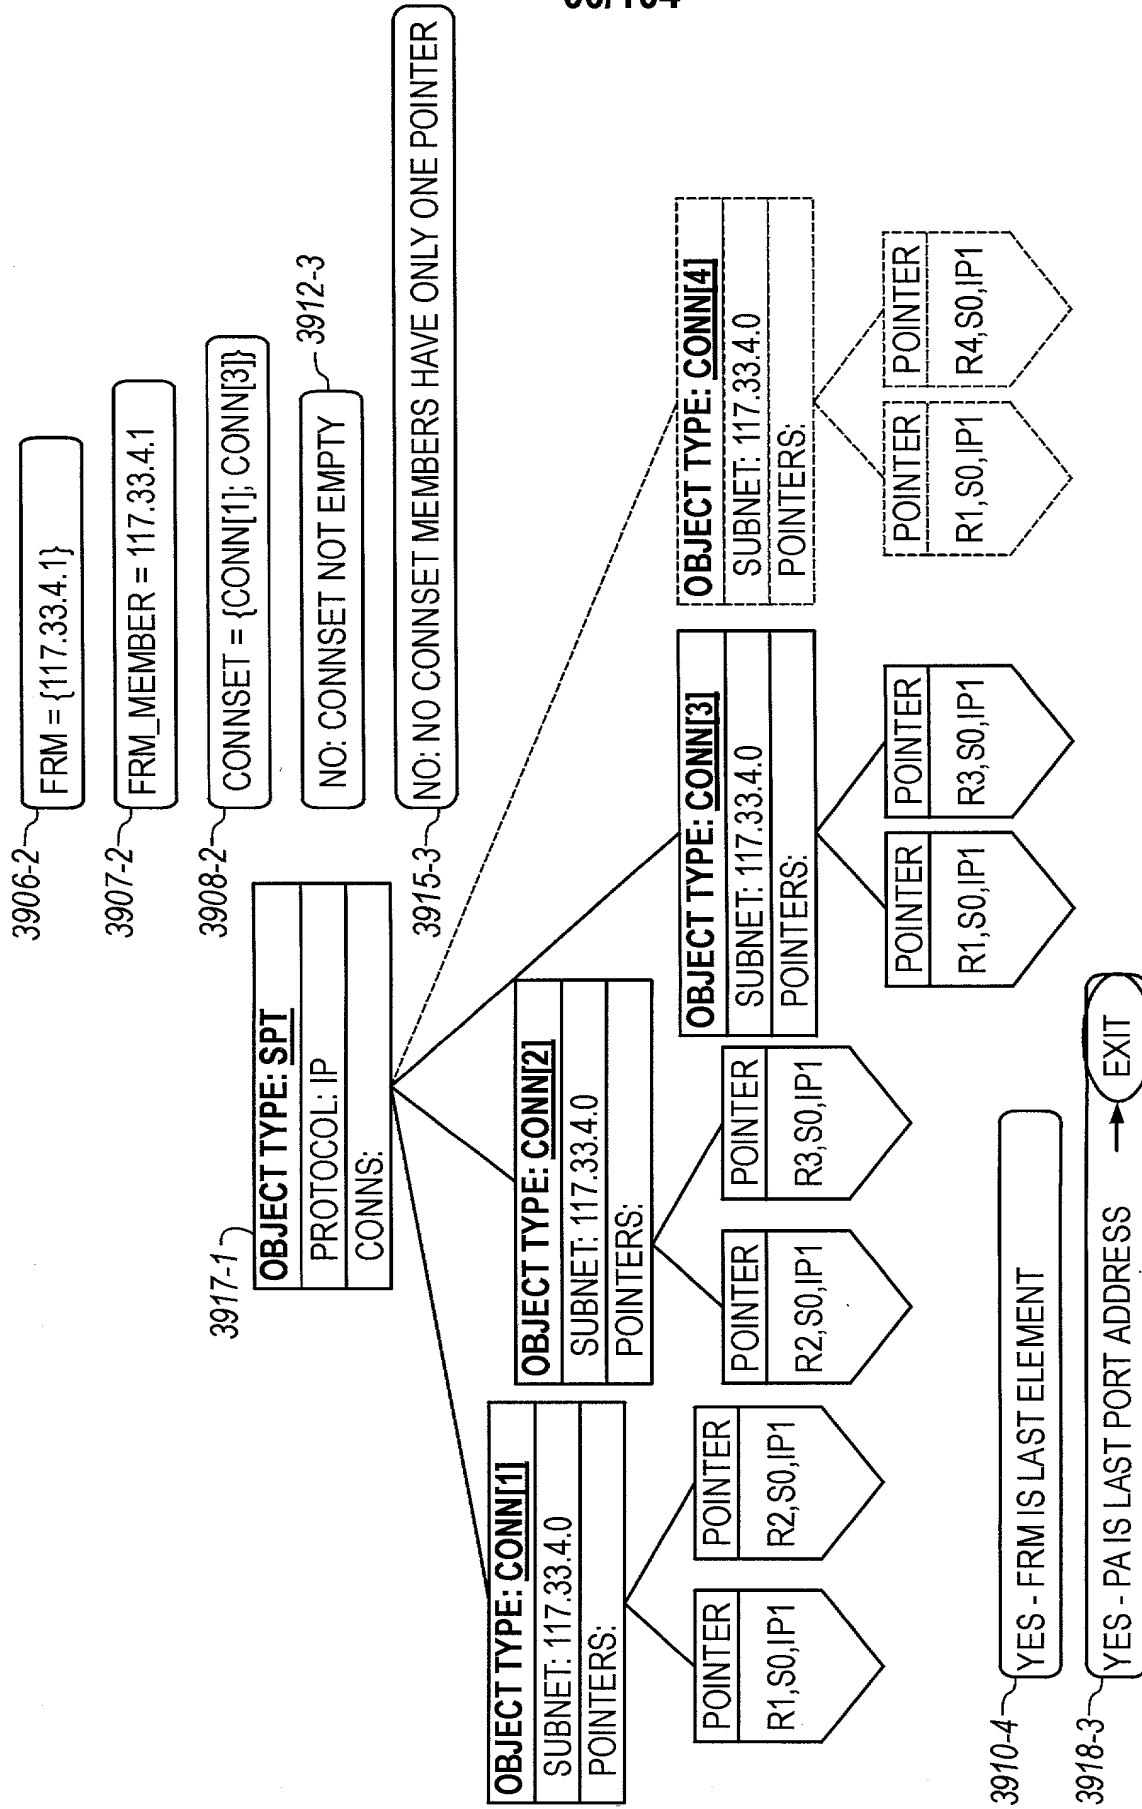 3906-2
FRM = {117.33.4.1}
3907-2
FRM_MEMBER = 117.33.4.1
3908-2
CONNSET = {CONN[1]; CONN[3]}
NO: CONNSET NOT EMPTY
3912-3
3915-3
NO: NO CONNSET MEMBERS HAVE ONLY ONE POINTER
3917-1
OBJECT TYPE: SPT
PROTOCOL: IP
CONNS:
OBJECT TYPE: CONN[1]
SUBNET: 117.33.4.0
POINTERS:
POINTER
R1,S0,IP1
POINTER
R2,S0,IP1
OBJECT TYPE: CONN[2]
SUBNET: 117.33.4.0
POINTERS:
POINTER
R2,S0,IP1
POINTER
R3,S0,IP1
OBJECT TYPE: CONN[3]
SUBNET: 117.33.4.0
POINTERS:
POINTER
R1,S0,IP1
POINTER
R3,S0,IP1
OBJECT TYPE: CONN[4]
SUBNET: 117.33.4.0
POINTERS:
POINTER
R1,S0,IP1
POINTER
R4,S0,IP1
3910-4
YES - FRM IS LAST ELEMENT
3918-3
YES - PA IS LAST PORT ADDRESS
EXIT